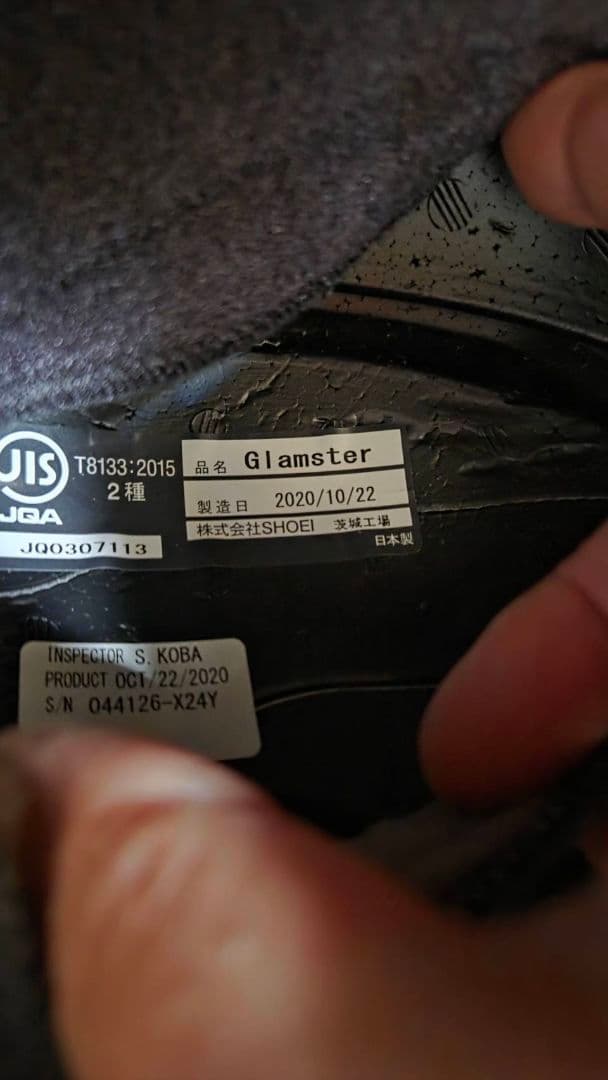 JIS
JQA
T8133:2015
2種
JQ0307113
品名 Glamster
製造日 2020/10/22
株式会社SHOEI 茨城工場
日本製
INSPECTOR S. KOBA
PRODUCT OCT/22/2020
S/N 044126-X24Y